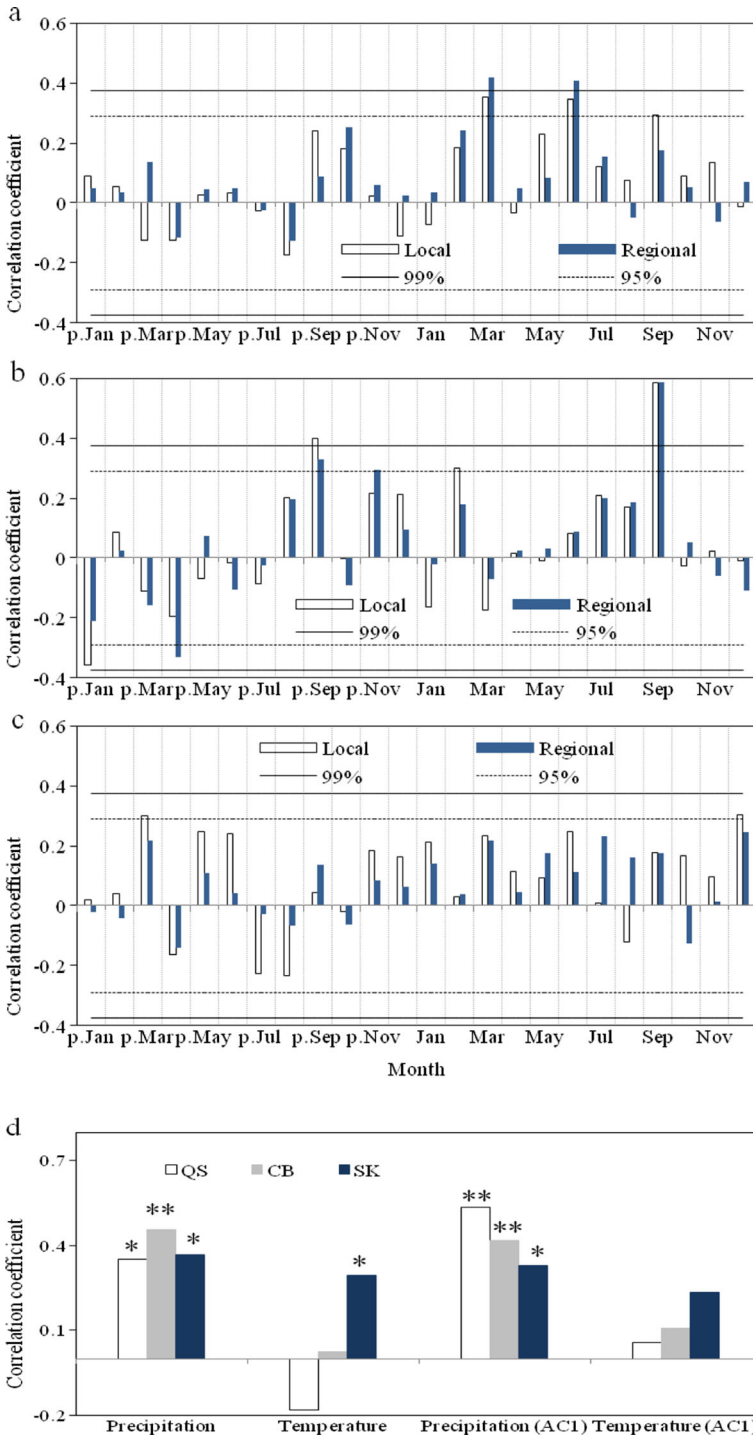 a
0.6
0.4
0.2
0
-0.2
-0.4
Correlation coefficient
Local
Regional
99%
95%
p.Jan p.Mar p.May p.Jul p.Sep p.Nov Jan Mar May Jul Sep Nov
b
0.6
0.4
0.2
0
-0.2
-0.4
Correlation coefficient
Local
Regional
99%
95%
p.Jan p.Mar p.May p.Jul p.Sep p.Nov Jan Mar May Jul Sep Nov
c
0.6
0.4
0.2
0
-0.2
-0.4
Correlation coefficient
Local
Regional
99%
95%
p.Jan p.Mar p.May p.Jul p.Sep p.Nov Jan Mar May Jul Sep Nov
Month
d
0.7
0.4
0.1
-0.2
Correlation coefficient
QS CB SK
* ** * * ** ** *
Precipitation Temperature Precipitation (AC1) Temperature (AC1)